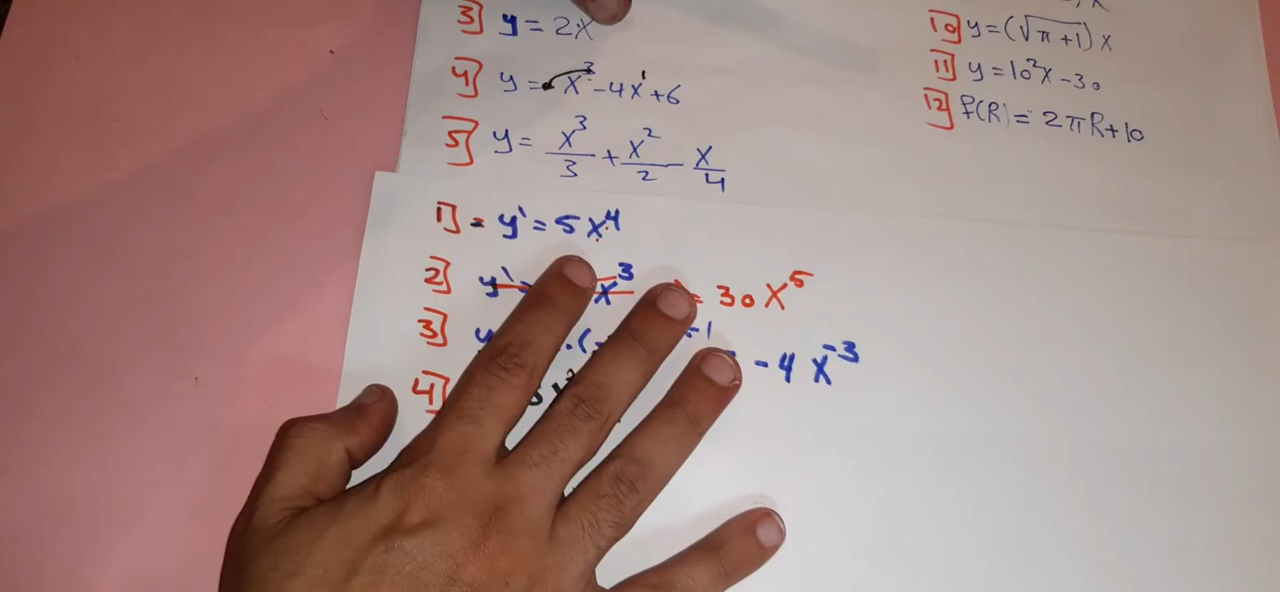 3] y = 2x
4] y = x³ - 4x¹ + 6
5] y = x³/3 + x²/2 - x/4
10] y = (√π + 1) x
11] y = 10²x - 30
12] f(R) = 2πR + 10
1] = y' = 5x⁴
2] y' = x³ = 30x⁵
3] y
-4x⁻³
4]